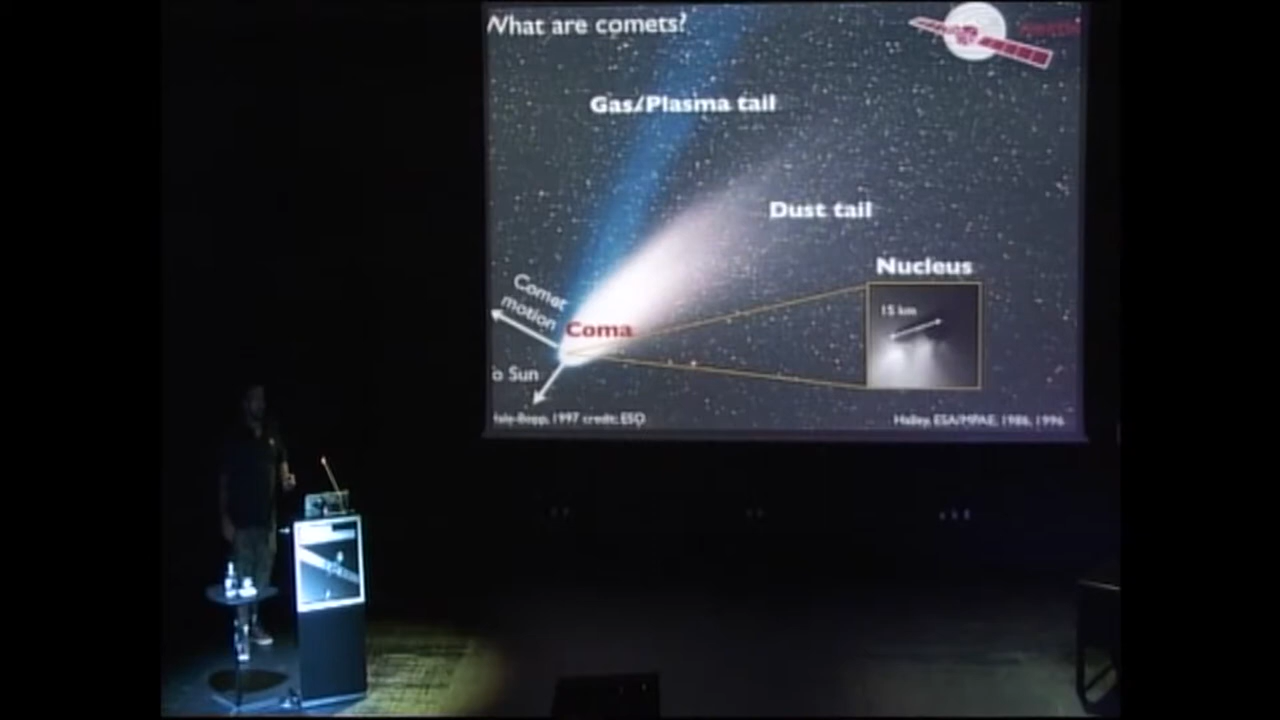 What are comets?
Gas/Plasma tail
Dust tail
Nucleus
15 km
Comet
motion
Coma
o Sun
Hale-Bopp, 1997 credit: ESO
Halley, ESA/MPAE, 1986, 1996